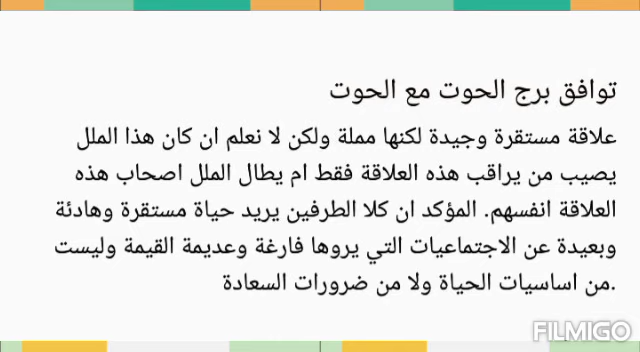 توافق برج الحوت مع الحوت
علاقة مستقرة وجيدة لكنها مملة ولكن لا نعلم ان كان هذا الملل
يصيب من يراقب هذه العلاقة فقط ام يطال الملل اصحاب هذه
العلاقة انفسهم. المؤكد ان كلا الطرفين يريد حياة مستقرة وهادئة
وبعيدة عن الاجتماعيات التي يروها فارغة وعديمة القيمة وليست
.من اساسيات الحياة ولا من ضرورات السعادة
FILMIGO